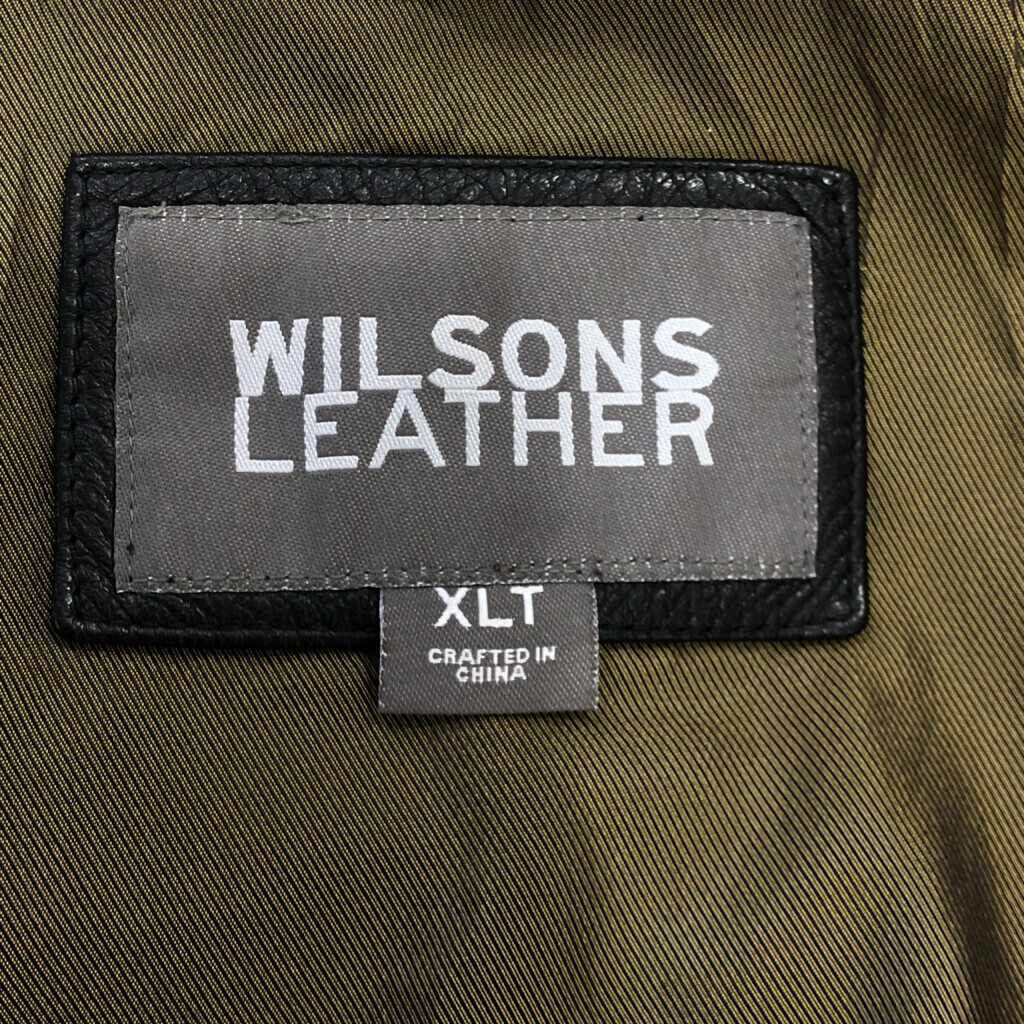 WILSONS
LEATHER
XLT
CRAFTED IN
CHINA